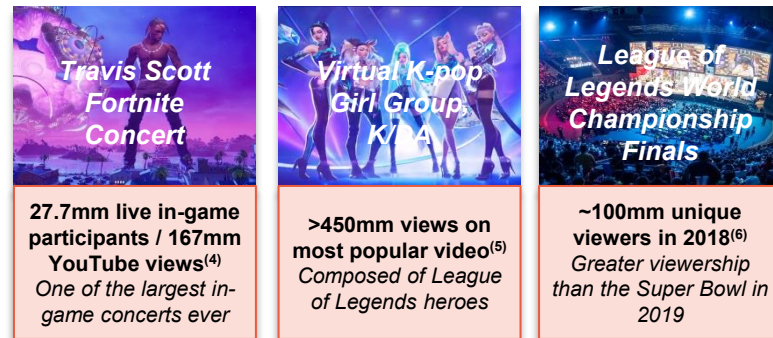 Travis Scott
Fortnite
Concert
27.7mm live in-game
participants / 167mm
YouTube views(4)
One of the largest in-
game concerts ever
Virtual K-pop
Girl Group
K/DA
>450mm views on
most popular video(5)
Composed of League
of Legends heroes
League of
Legends World
Championship
Finals
~100mm unique
viewers in 2018(6)
Greater viewership
than the Super Bowl in
2019